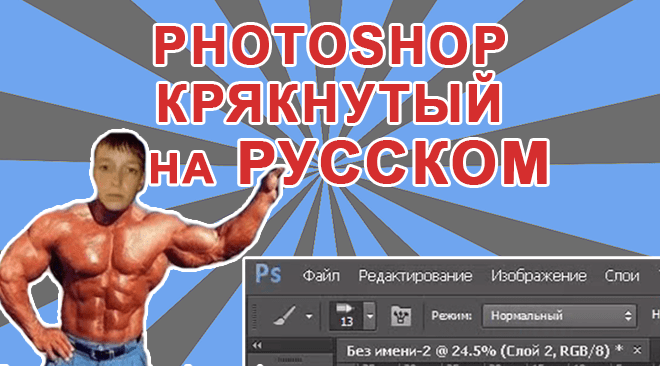 PHOTOSHOP
КРЯКНУТЫЙ
НА РУССКОМ
Ps Файл Редактирование Изображение Слои
13 Режим: Нормальный
Без имени-2 @ 24.5% (Слой 2, RGB/8) * ×